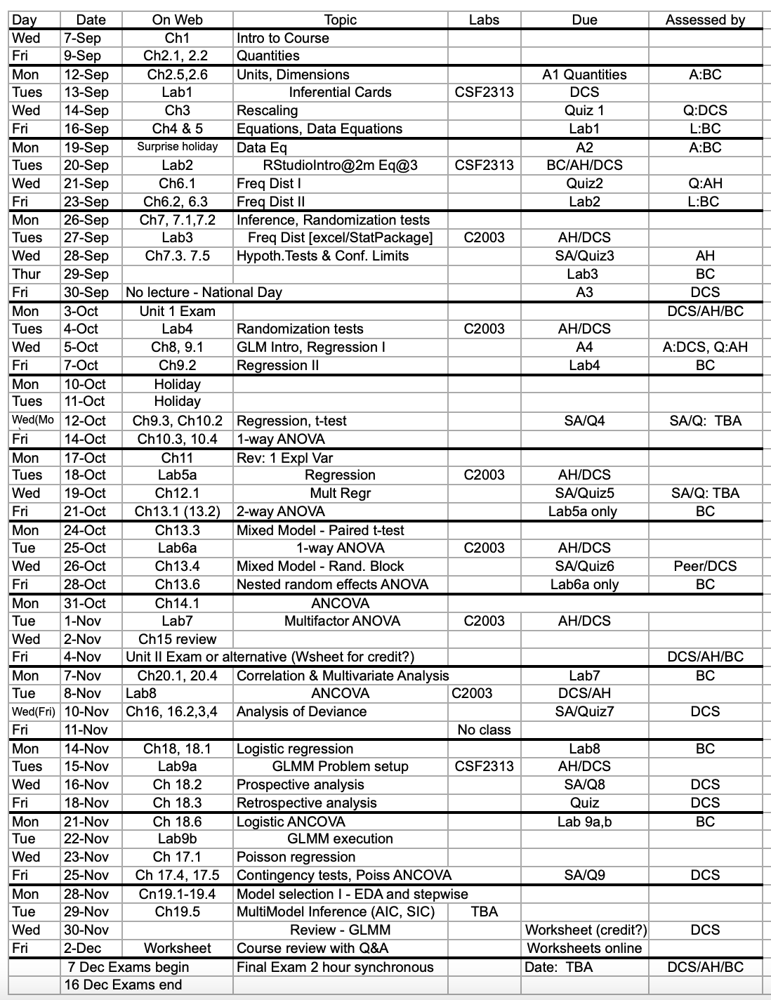 Day Date On Web Topic Labs Due Assessed by
Wed 7-Sep Ch1 Intro to Course
Fri 9-Sep Ch2.1, 2.2 Quantities
Mon 12-Sep Ch2.5,2.6 Units, Dimensions A1 Quantities A:BC
Tues 13-Sep Lab1 Inferential Cards CSF2313 DCS
Wed 14-Sep Ch3 Rescaling Quiz 1 Q:DCS
Fri 16-Sep Ch4 & 5 Equations, Data Equations Lab1 L:BC
Mon 19-Sep Surprise holiday Data Eq A2 A:BC
Tues 20-Sep Lab2 RStudioIntro@2m Eq@3 CSF2313 BC/AH/DCS
Wed 21-Sep Ch6.1 Freq Dist I Quiz2 Q:AH
Fri 23-Sep Ch6.2, 6.3 Freq Dist II Lab2 L:BC
Mon 26-Sep Ch7, 7.1,7.2 Inference, Randomization tests
Tues 27-Sep Lab3 Freq Dist [excel/StatPackage] C2003 AH/DCS
Wed 28-Sep Ch7.3. 7.5 Hypoth.Tests & Conf. Limits SA/Quiz3 AH
Thur 29-Sep Lab3 BC
Fri 30-Sep No lecture - National Day A3 DCS
Mon 3-Oct Unit 1 Exam DCS/AH/BC
Tues 4-Oct Lab4 Randomization tests C2003 AH/DCS
Wed 5-Oct Ch8, 9.1 GLM Intro, Regression I A4 A:DCS, Q:AH
Fri 7-Oct Ch9.2 Regression II Lab4 BC
Mon 10-Oct Holiday
Tues 11-Oct Holiday
Wed(Mo 12-Oct Ch9.3, Ch10.2 Regression, t-test SA/Q4 SA/Q: TBA
Fri 14-Oct Ch10.3, 10.4 1-way ANOVA
Mon 17-Oct Ch11 Rev: 1 Expl Var
Tues 18-Oct Lab5a Regression C2003 AH/DCS
Wed 19-Oct Ch12.1 Mult Regr SA/Quiz5 SA/Q: TBA
Fri 21-Oct Ch13.1 (13.2) 2-way ANOVA Lab5a only BC
Mon 24-Oct Ch13.3 Mixed Model - Paired t-test
Tue 25-Oct Lab6a 1-way ANOVA C2003 AH/DCS
Wed 26-Oct Ch13.4 Mixed Model - Rand. Block SA/Quiz6 Peer/DCS
Fri 28-Oct Ch13.6 Nested random effects ANOVA Lab6a only BC
Mon 31-Oct Ch14.1 ANCOVA
Tue 1-Nov Lab7 Multifactor ANOVA C2003 AH/DCS
Wed 2-Nov Ch15 review
Fri 4-Nov Unit II Exam or alternative (Wsheet for credit?) DCS/AH/BC
Mon 7-Nov Ch20.1, 20.4 Correlation & Multivariate Analysis Lab7 BC
Tue 8-Nov Lab8 ANCOVA C2003 DCS/AH
Wed(Fri) 10-Nov Ch16, 16.2,3,4 Analysis of Deviance SA/Quiz7 DCS
Fri 11-Nov No class
Mon 14-Nov Ch18, 18.1 Logistic regression Lab8 BC
Tues 15-Nov Lab9a GLMM Problem setup CSF2313 AH/DCS
Wed 16-Nov Ch 18.2 Prospective analysis SA/Q8 DCS
Fri 18-Nov Ch 18.3 Retrospective analysis Quiz DCS
Mon 21-Nov Ch 18.6 Logistic ANCOVA Lab 9a,b BC
Tue 22-Nov Lab9b GLMM execution
Wed 23-Nov Ch 17.1 Poisson regression
Fri 25-Nov Ch 17.4, 17.5 Contingency tests, Poiss ANCOVA SA/Q9 DCS
Mon 28-Nov Cn19.1-19.4 Model selection I - EDA and stepwise
Tue 29-Nov Ch19.5 MultiModel Inference (AIC, SIC) TBA
Wed 30-Nov Review - GLMM Worksheet (credit?) DCS
Fri 2-Dec Worksheet Course review with Q&A Worksheets online
7 Dec Exams begin Final Exam 2 hour synchronous Date: TBA DCS/AH/BC
16 Dec Exams end